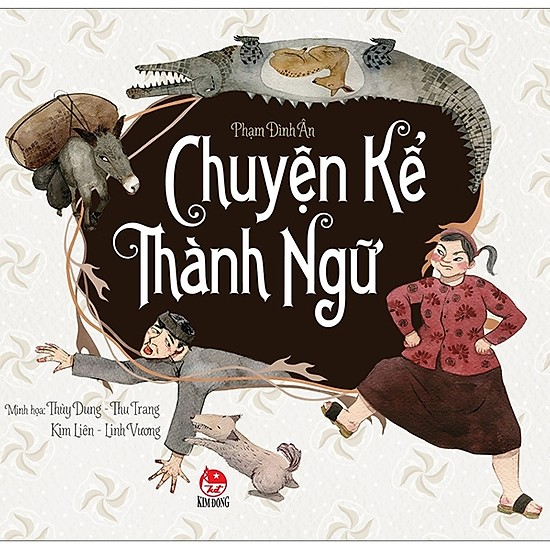 Phạm Đình Ân
Chuyện Kể
Thành Ngữ
Minh họa: Thùy Dung - Thu Trang
Kim Liên - Linh Vương
KIM ĐỒNG